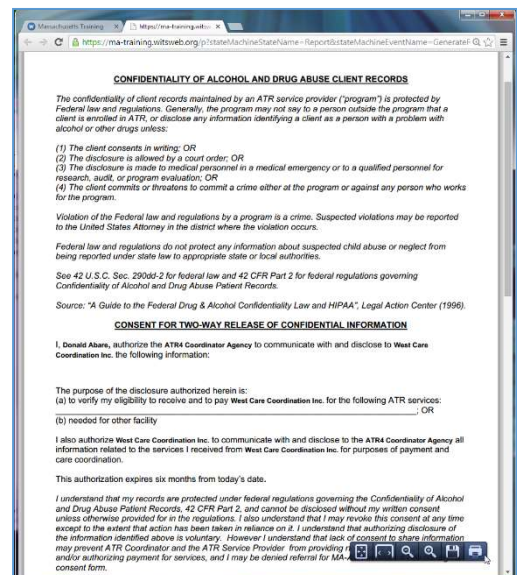 Massachusetts Training
https://ma-training.witsw
https://ma-training.witsweb.org/p?stateMachineStateName=Report&stateMachineEventName=GenerateF
CONFIDENTIALITY OF ALCOHOL AND DRUG ABUSE CLIENT RECORDS
The confidentiality of client records maintained by an ATR service provider ("program") is protected by
Federal law and regulations. Generally, the program may not say to a person outside the program that a
client is enrolled in ATR, or disclose any information identifying a client as a person with a problem with
alcohol or other drugs unless:
(1) The client consents in writing; OR
(2) The disclosure is allowed by a court order; OR
(3) The disclosure is made to medical personnel in a medical emergency or to a qualified personnel for
research, audit, or program evaluation; OR
(4) The client commits or threatens to commit a crime either at the program or against any person who works
for the program.
Violation of the Federal law and regulations by a program is a crime. Suspected violations may be reported
to the United States Attorney in the district where the violation occurs.
Federal law and regulations do not protect any information about suspected child abuse or neglect from
being reported under state law to appropriate state or local authorities.
See 42 U.S.C. Sec. 290dd-2 for federal law and 42 CFR Part 2 for federal regulations governing
Confidentiality of Alcohol and Drug Abuse Patient Records.
Source: "A Guide to the Federal Drug & Alcohol Confidentiality Law and HIPAA", Legal Action Center (1996).
CONSENT FOR TWO-WAY RELEASE OF CONFIDENTIAL INFORMATION
I, Donald Abare, authorize the ATR4 Coordinator Agency to communicate with and disclose to West Care
Coordination Inc. the following information:
The purpose of the disclosure authorized herein is:
(a) to verify my eligibility to receive and to pay West Care Coordination Inc. for the following ATR services:
; OR
(b) needed for other facility
I also authorize West Care Coordination Inc. to communicate with and disclose to the ATR4 Coordinator Agency all
information related to the services I received from West Care Coordination Inc. for purposes of payment and
care coordination.
This authorization expires six months from today's date.
I understand that my records are protected under federal regulations governing the Confidentiality of Alcohol
and Drug Abuse Patient Records, 42 CFR Part 2, and cannot be disclosed without my written consent
unless otherwise provided for in the regulations. I also understand that I may revoke this consent at any time
except to the extent that action has been taken in reliance on it. I understand that authorizing disclosure of
the information identified above is voluntary. However I understand that lack of consent to share information
may prevent ATR Coordinator and the ATR Service Provider from providing
and/or authorizing payment for services, and I may be denied referral for MA-
consent form.